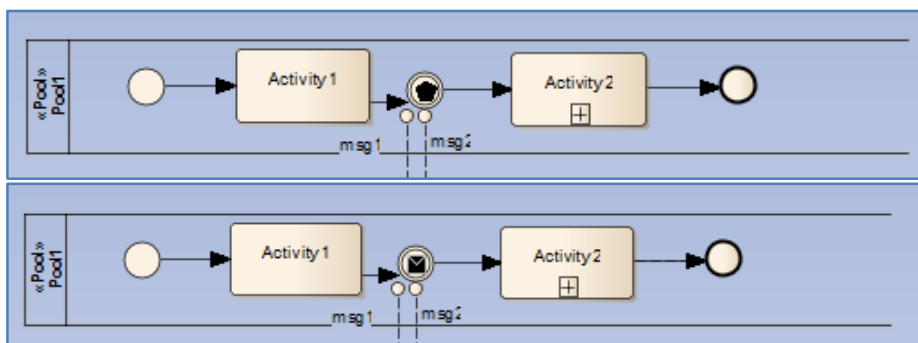 «Pool»
Pool1
Activity1
Activity2
msg1
msg2
«Pool»
Pool1
Activity1
Activity2
msg1
msg2